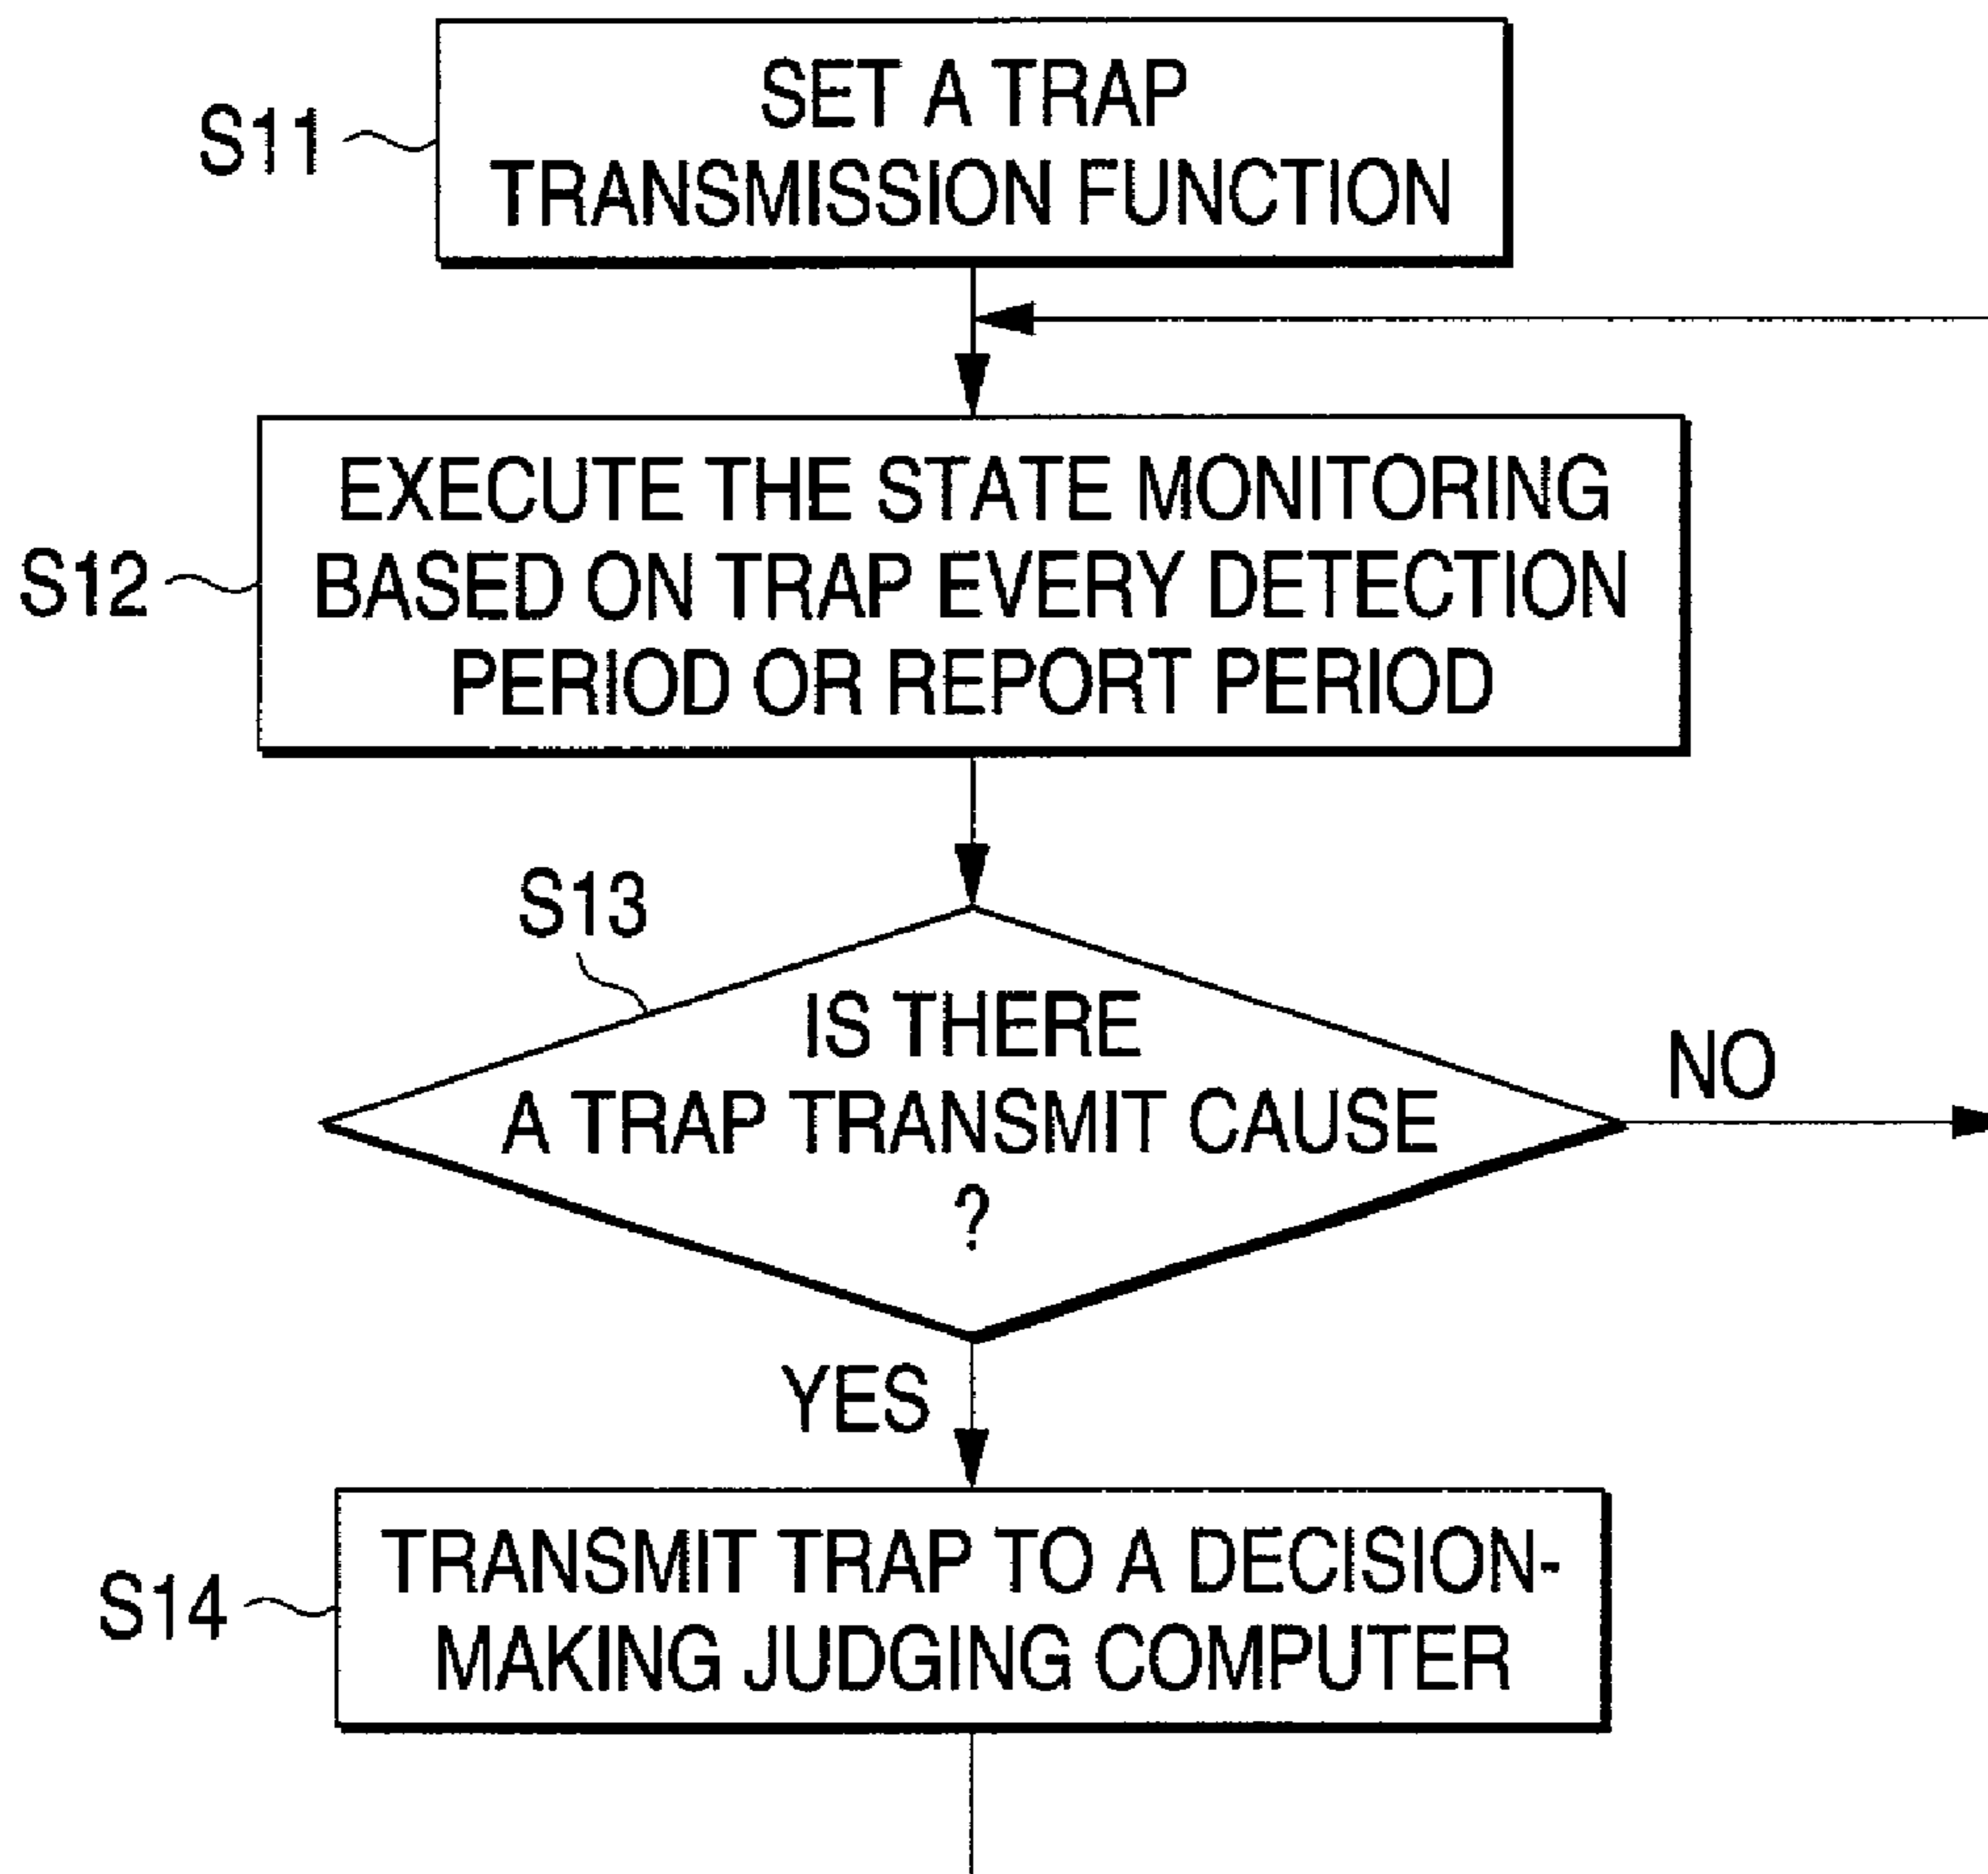 S11
SET A TRAP
TRANSMISSION FUNCTION
S12
EXECUTE THE STATE MONITORING
BASED ON TRAP EVERY DETECTION
PERIOD OR REPORT PERIOD
S13
IS THERE
A TRAP TRANSMIT CAUSE
?
NO
YES
S14
TRANSMIT TRAP TO A DECISION-
MAKING JUDGING COMPUTER